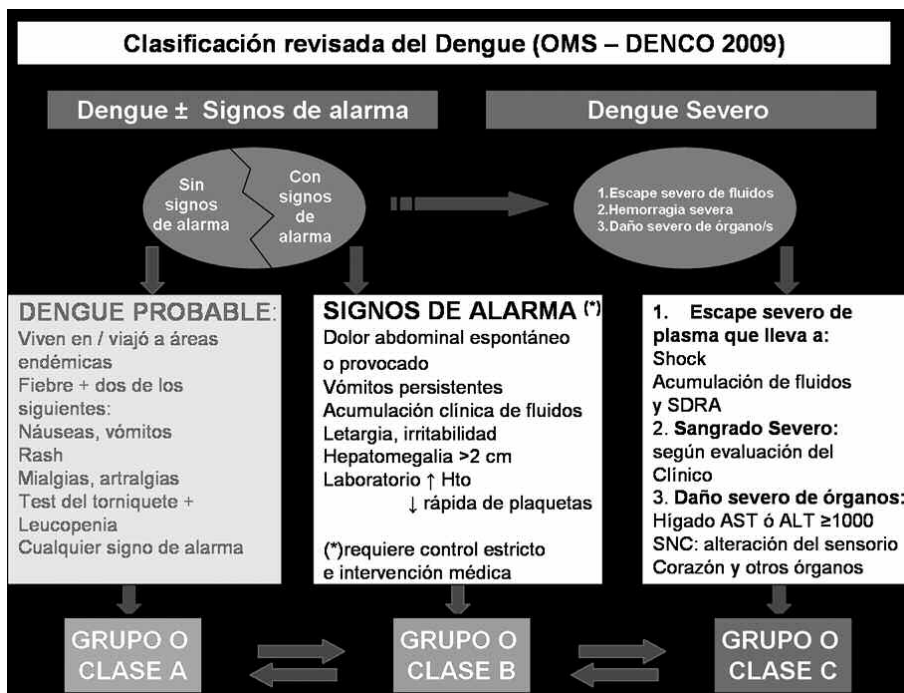 Clasificación revisada del Dengue (OMS – DENCO 2009)
Dengue ± Signos de alarma
Dengue Severo
Sin
signos
de alarma
Con
signos
de
alarma
1.Escape severo de fluidos
2.Hemorragia severa
3.Daño severo de órgano/s
DENGUE PROBABLE:
Viven en / viajó a áreas
endémicas
Fiebre + dos de los
siguientes:
Náuseas, vómitos
Rash
Mialgias, artralgias
Test del torniquete +
Leucopenia
Cualquier signo de alarma
SIGNOS DE ALARMA (*)
Dolor abdominal espontáneo
o provocado
Vómitos persistentes
Acumulación clínica de fluidos
Letargia, irritabilidad
Hepatomegalia >2 cm
Laboratorio ↑ Hto
↓ rápida de plaquetas
(*)requiere control estricto
e intervención médica
1. Escape severo de
plasma que lleva a:
Shock
Acumulación de fluidos
y SDRA
2. Sangrado Severo:
según evaluación del
Clínico
3. Daño severo de órganos:
Hígado AST ó ALT ≥1000
SNC: alteración del sensorio
Corazón y otros órganos
GRUPO O
CLASE A
GRUPO O
CLASE B
GRUPO O
CLASE C